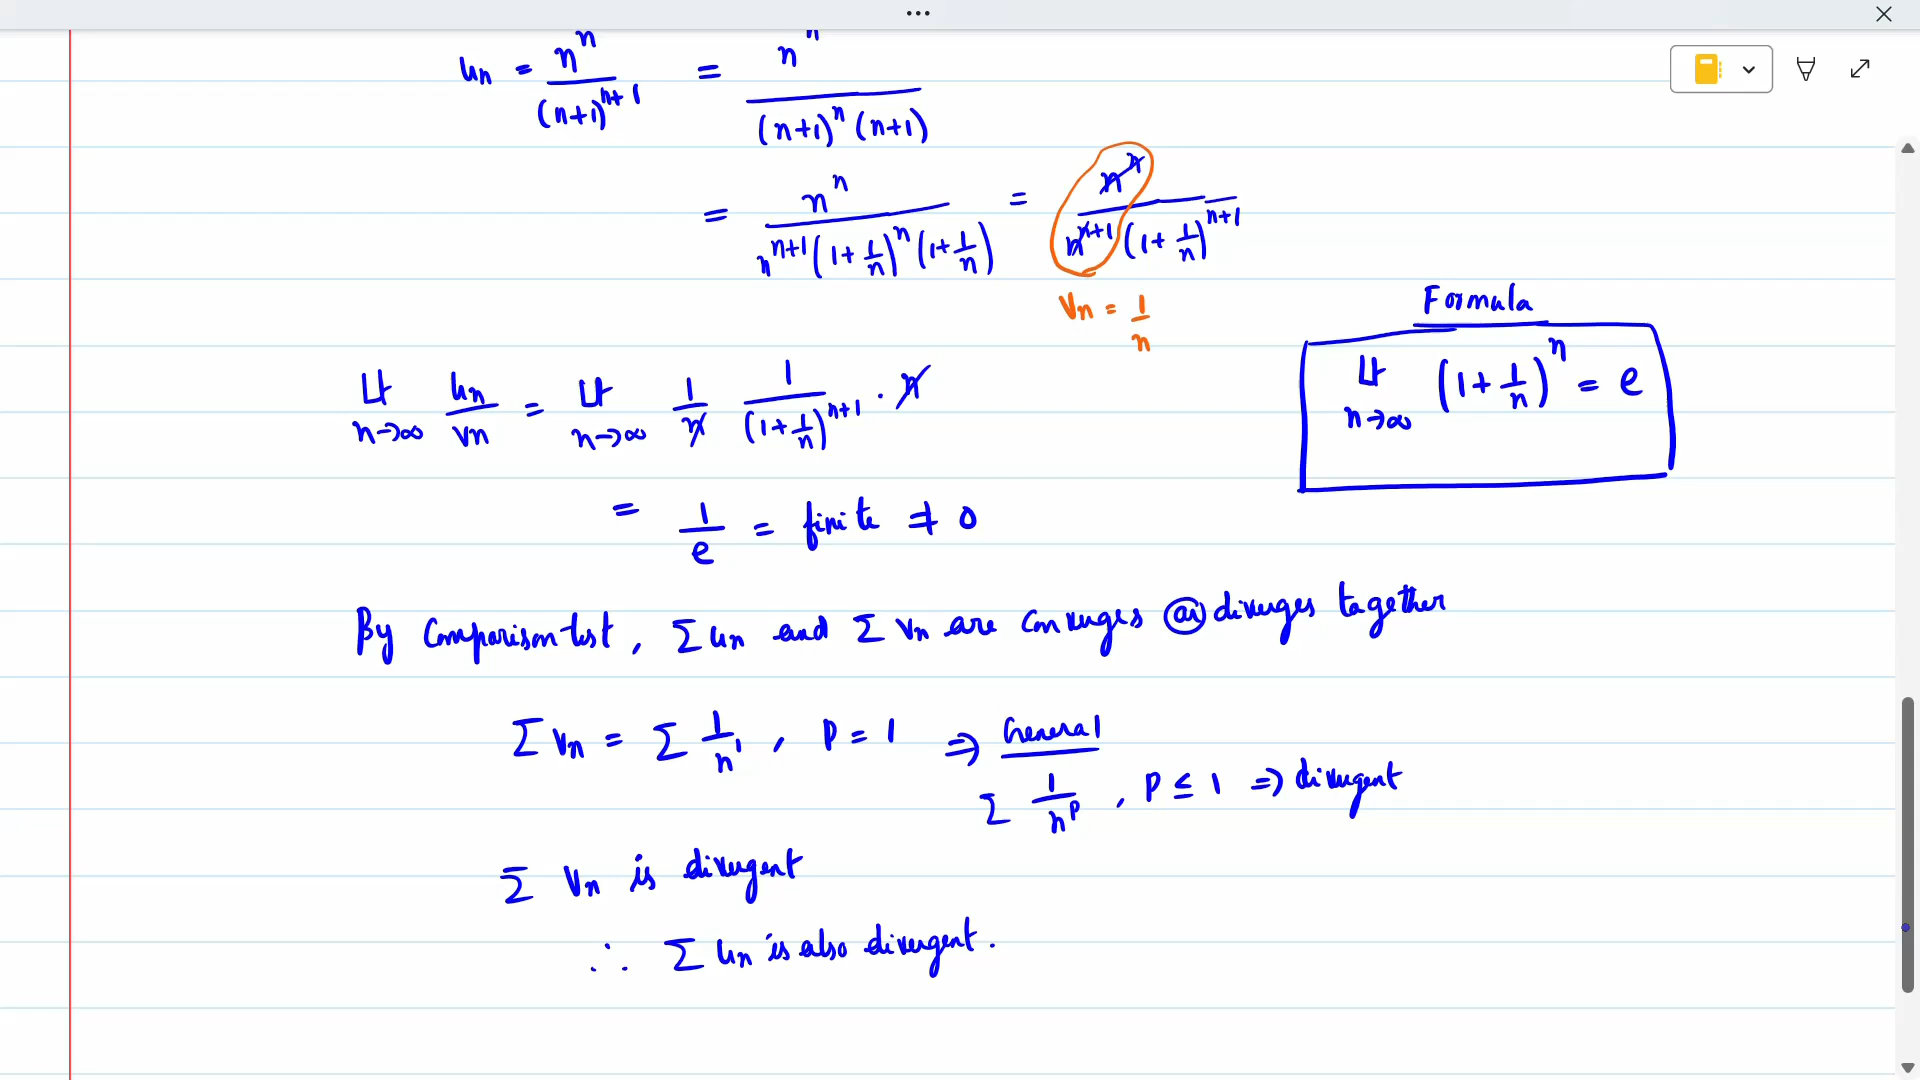 un = n^n / (n+1)^(n+1) = n^n / (n+1)^n (n+1)
= n^n / n^(n+1) (1 + 1/n)^n (1 + 1/n) = n^n / n^(n+1) (1 + 1/n)^(n+1)
Vn = 1/n
Formula
Lt n→∞ (1 + 1/n)^n = e
Lt n→∞ un/vn = Lt n→∞ 1/n 1/(1 + 1/n)^(n+1) · n
= 1/e = finite ≠ 0
By Comparison test, Σ un and Σ vn are converges (or) diverges together
Σ vn = Σ 1/n^1, P = 1 ⇒ General
Σ 1/n^p, P ≤ 1 ⇒ divergent
Σ vn is divergent
∴ Σ un is also divergent.